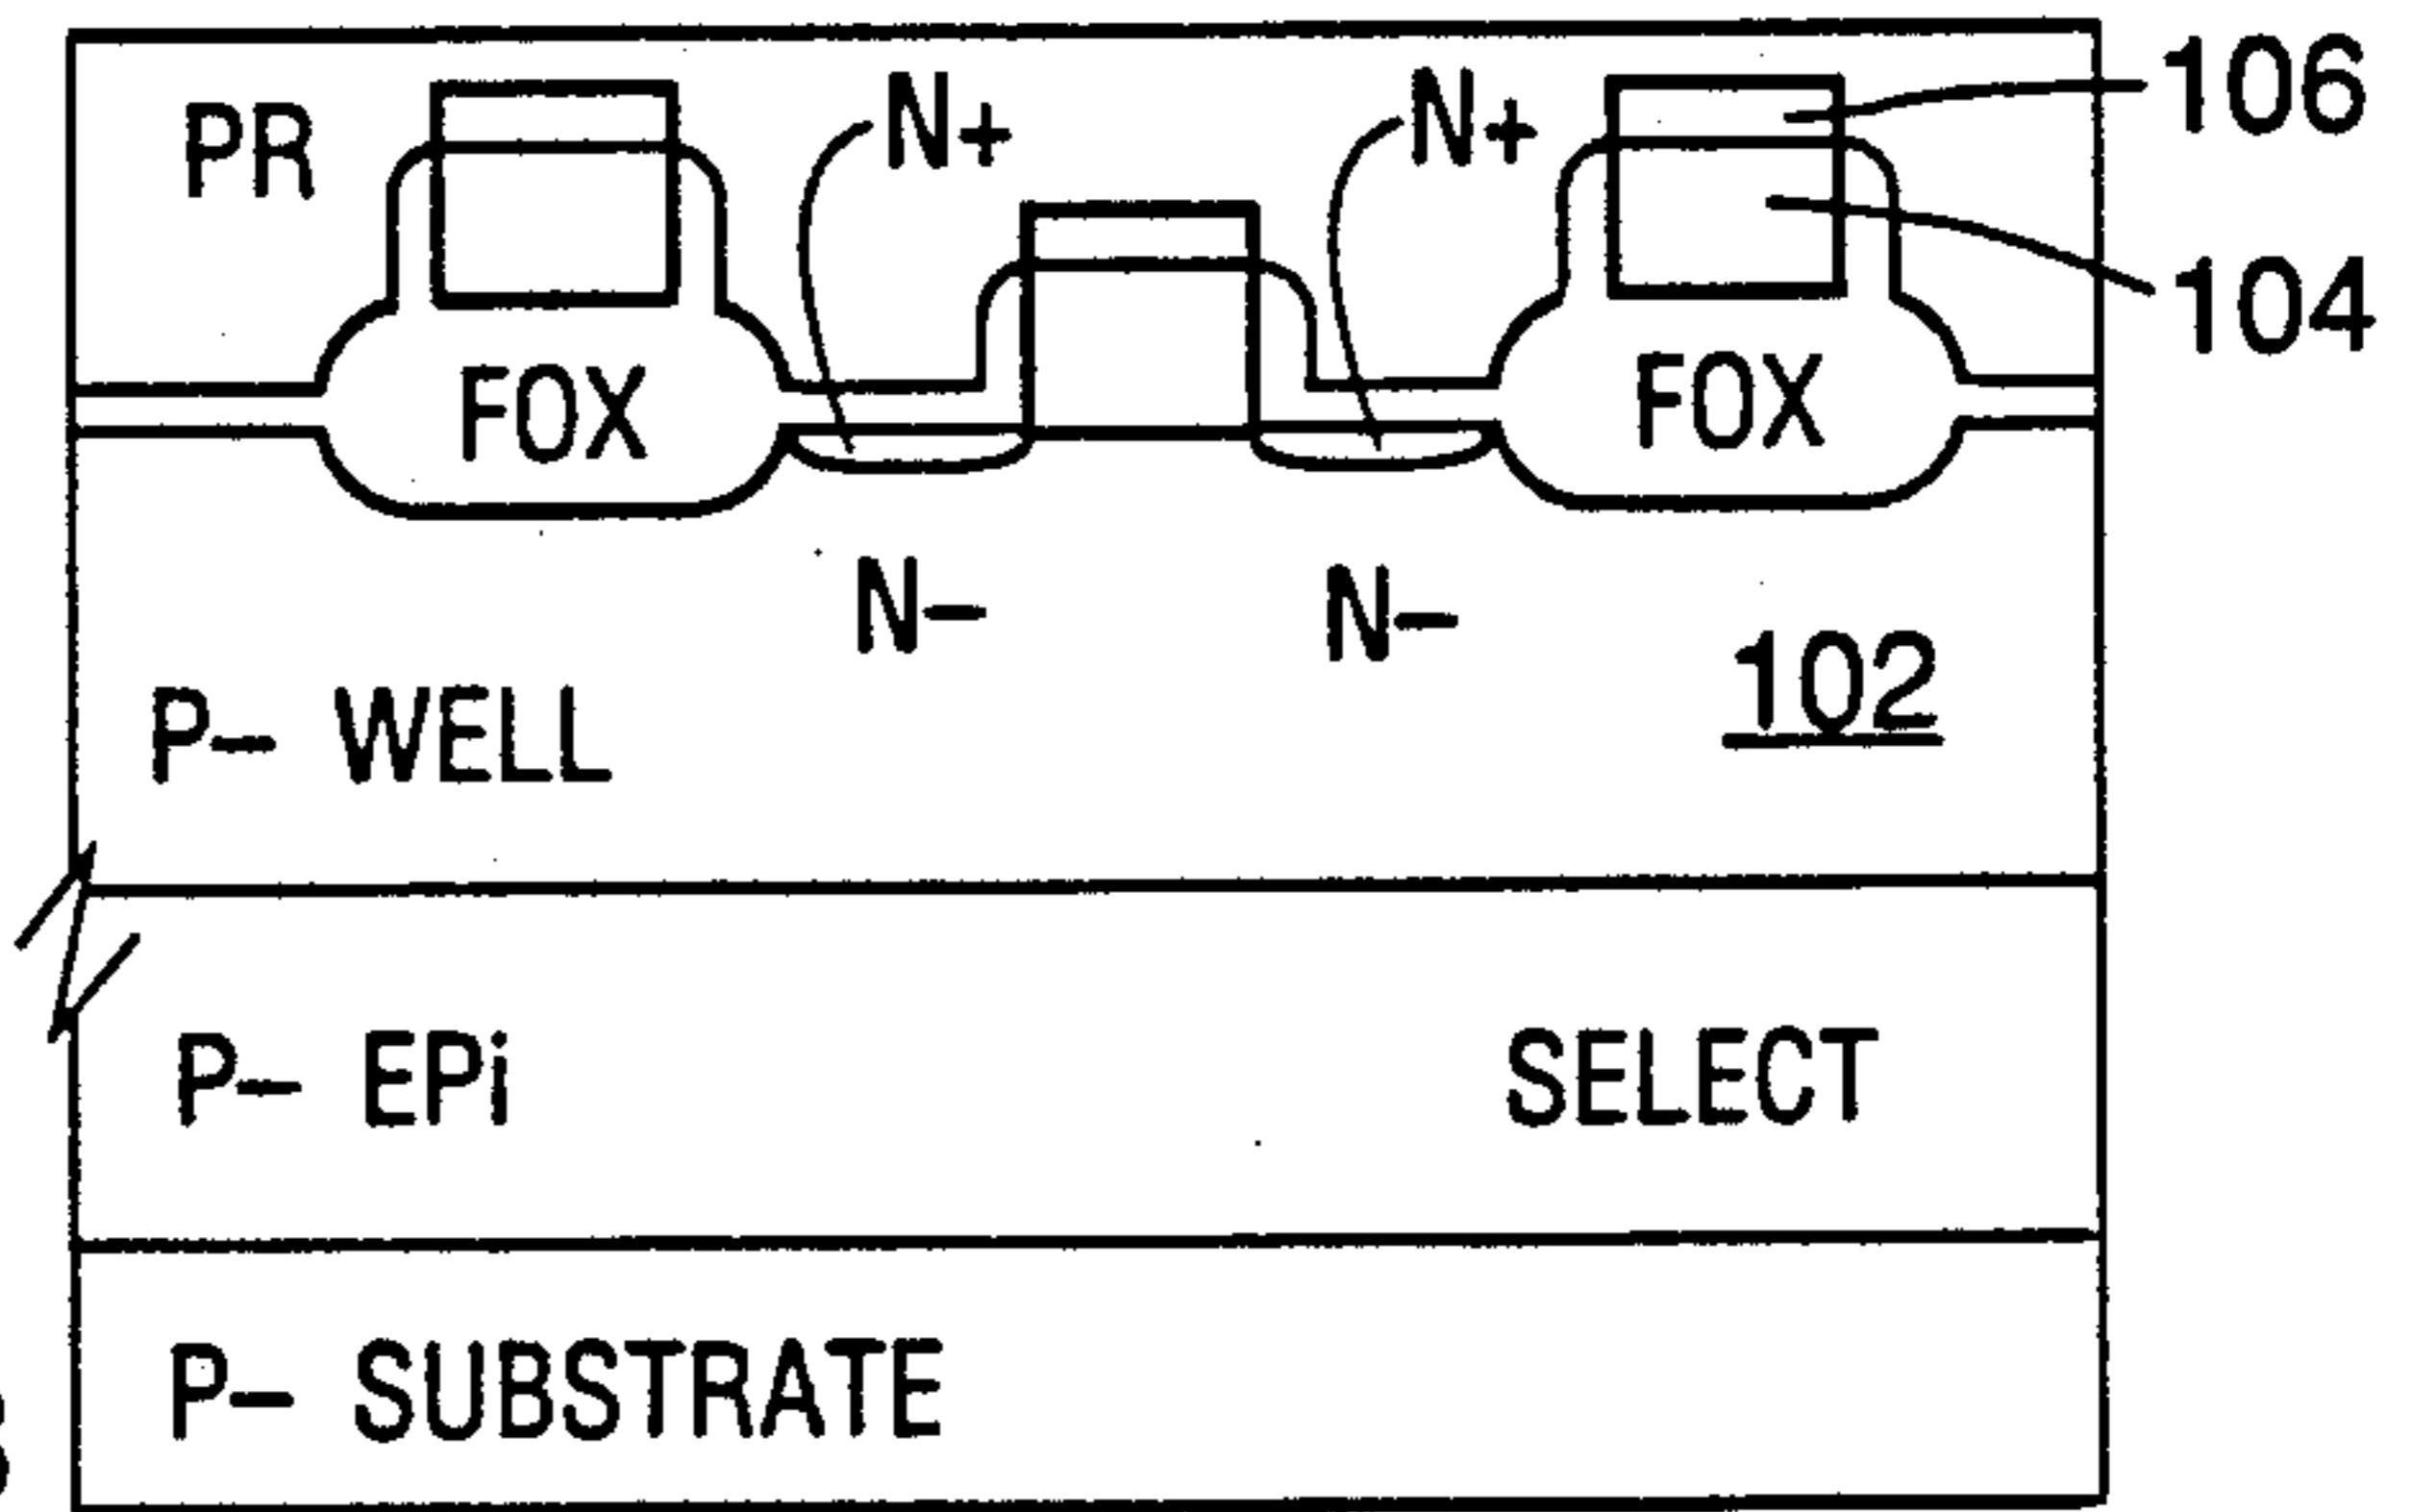 PR
N+
N+
106
104
FOX
FOX
N–
N–
102
P– WELL
P– EPi
SELECT
P– SUBSTRATE